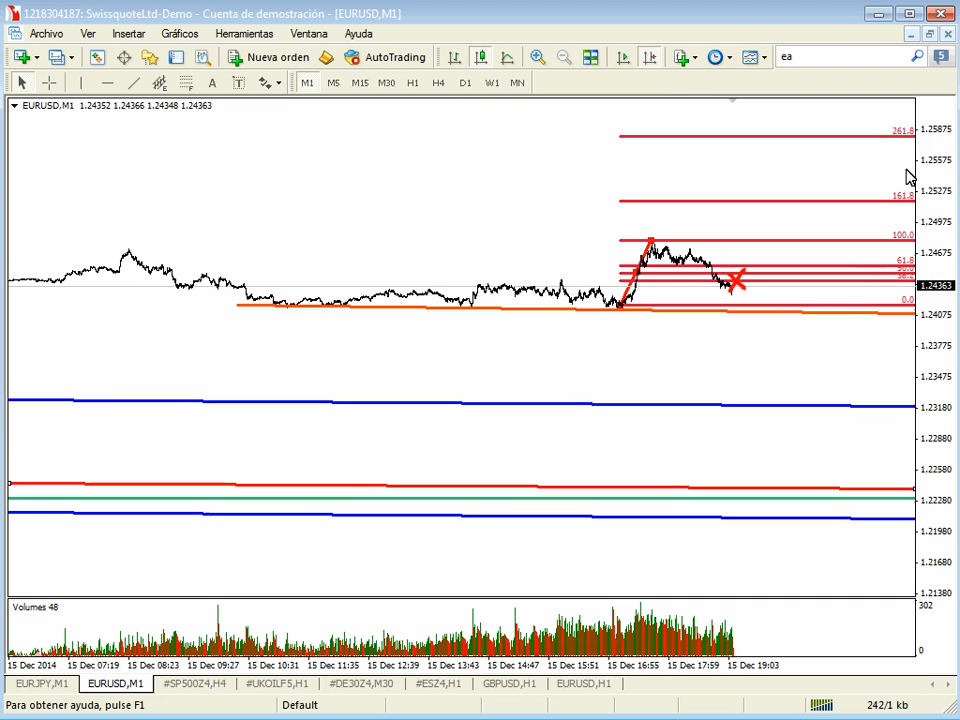 1218304187: SwissquoteLtd-Demo - Cuenta de demostración - [EURUSD,M1]
Archivo Ver Insertar Gráficos Herramientas Ventana Ayuda
Nueva orden AutoTrading ea 5
A T M1 M5 M15 M30 H1 H4 D1 W1 MN
EURUSD,M1 1.24352 1.24366 1.24348 1.24363
261.8
1.25875
1.25575
161.8
1.25275
1.24975
100.0
1.24675
61.8
50.0
38.2
1.24363
0.0
1.24075
1.23775
1.23475
1.23180
1.22880
1.22580
1.22280
1.21980
1.21680
1.21380
Volumes 48
302
0
15 Dec 2014 15 Dec 07:19 15 Dec 08:23 15 Dec 09:27 15 Dec 10:31 15 Dec 11:35 15 Dec 12:39 15 Dec 13:43 15 Dec 14:47 15 Dec 15:51 15 Dec 16:55 15 Dec 17:59 15 Dec 19:03
EURJPY,M1 EURUSD,M1 #SP500Z4,H4 #UKOILF5,H1 #DE30Z4,M30 #ESZ4,H1 GBPUSD,H1 EURUSD,H1
Para obtener ayuda, pulse F1 Default 242/1 kb